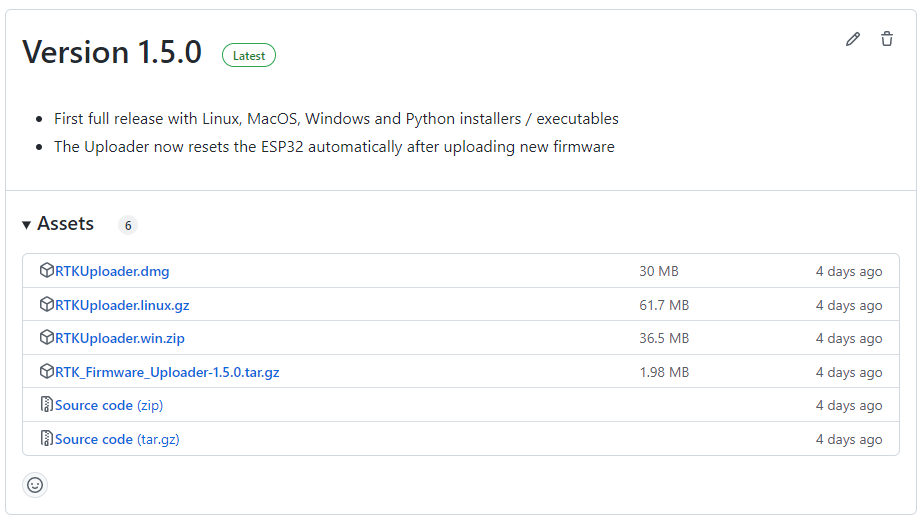 Version 1.5.0 Latest
First full release with Linux, MacOS, Windows and Python installers / executables
The Uploader now resets the ESP32 automatically after uploading new firmware
Assets 6
RTKUploader.dmg 30 MB 4 days ago
RTKUploader.linux.gz 61.7 MB 4 days ago
RTKUploader.win.zip 36.5 MB 4 days ago
RTK_Firmware_Uploader-1.5.0.tar.gz 1.98 MB 4 days ago
Source code (zip) 4 days ago
Source code (tar.gz) 4 days ago